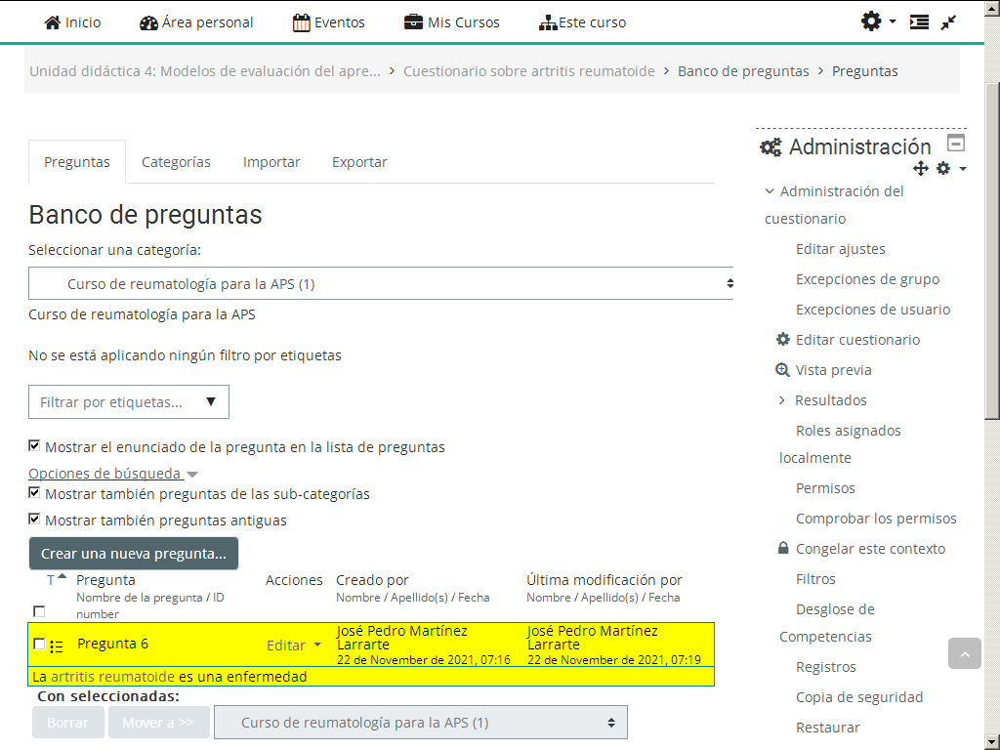 Inicio Área personal Eventos Mis Cursos Este curso
Unidad didáctica 4: Modelos de evaluación del apre... > Cuestionario sobre artritis reumatoide > Banco de preguntas > Preguntas
Preguntas Categorías Importar Exportar
Banco de preguntas
Seleccionar una categoría:
Curso de reumatología para la APS (1)
Curso de reumatología para la APS
No se está aplicando ningún filtro por etiquetas
Filtrar por etiquetas... ▼
Mostrar el enunciado de la pregunta en la lista de preguntas
Opciones de búsqueda
Mostrar también preguntas de las sub-categorías
Mostrar también preguntas antiguas
Crear una nueva pregunta...
T Pregunta Acciones Creado por Última modificación por
Nombre de la pregunta / ID Nombre / Apellido(s) / Fecha Nombre / Apellido(s) / Fecha
number
José Pedro Martínez José Pedro Martínez
Pregunta 6 Editar Larrarte Larrarte
22 de November de 2021, 07:16 22 de November de 2021, 07:19
La artritis reumatoide es una enfermedad
Con seleccionadas:
Borrar Mover a >> Curso de reumatología para la APS (1)
Administración
Administración del
cuestionario
Editar ajustes
Excepciones de grupo
Excepciones de usuario
Editar cuestionario
Vista previa
Resultados
Roles asignados
localmente
Permisos
Comprobar los permisos
Congelar este contexto
Filtros
Desglose de
Competencias
Registros
Copia de seguridad
Restaurar